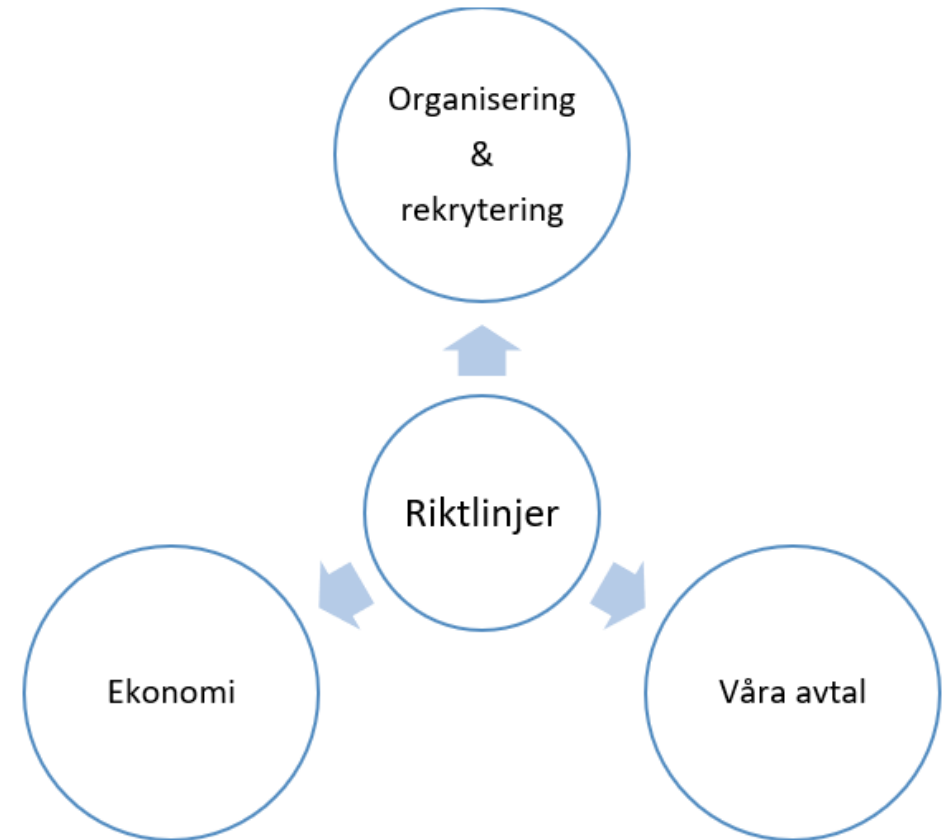 Organisering
&
rekrytering
Riktlinjer
Ekonomi
Våra avtal